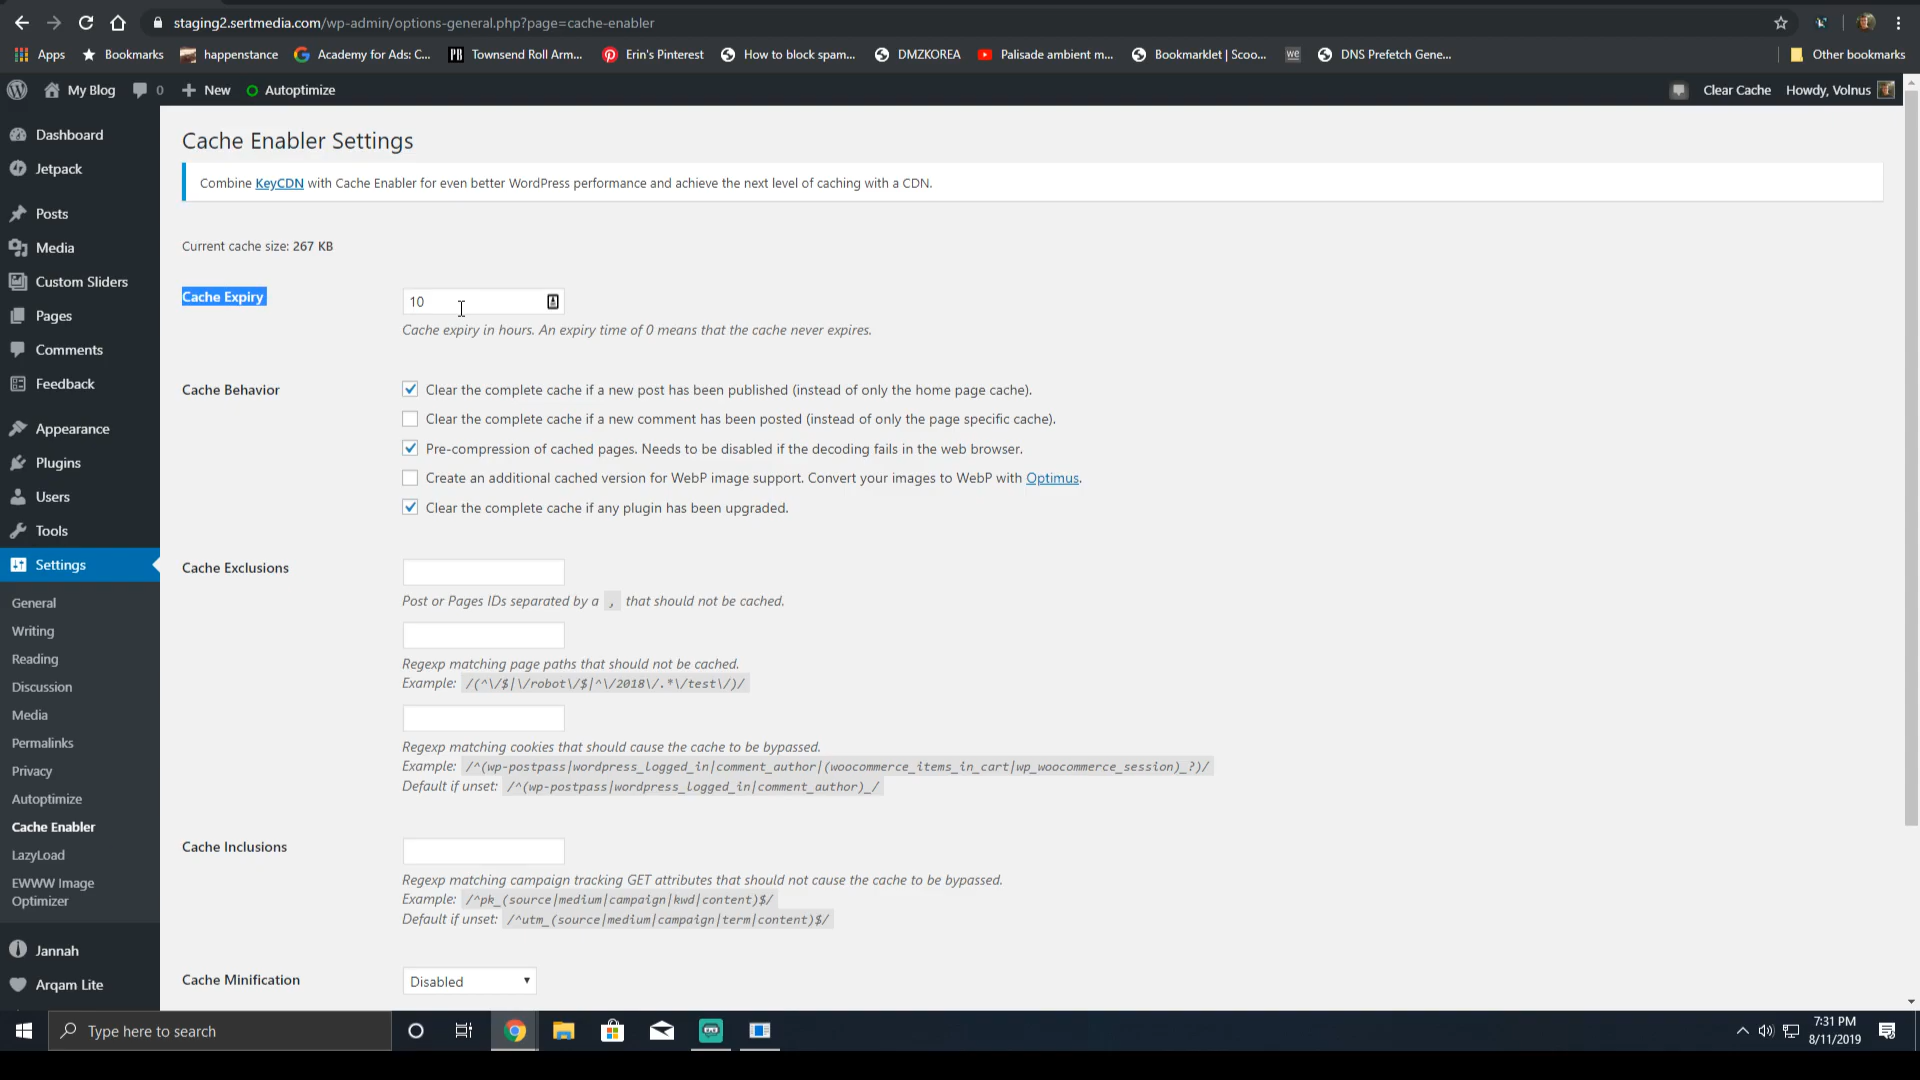 staging2.sertmedia.com/wp-admin/options-general.php?page=cache-enabler
Apps
Bookmarks
happenstance
Academy for Ads: C...
Townsend Roll Arm...
Erin's Pinterest
How to block spam...
DMZKOREA
Palisade ambient m...
Bookmarklet | Scoo...
we
DNS Prefetch Gene...
Other bookmarks
My Blog
0
New
Autoptimize
Clear Cache
Howdy, Volnus
Dashboard
Jetpack
Posts
Media
Custom Sliders
Pages
Comments
Feedback
Appearance
Plugins
Users
Tools
Settings
General
Writing
Reading
Discussion
Media
Permalinks
Privacy
Autoptimize
Cache Enabler
LazyLoad
EWWW Image
Optimizer
Jannah
Arqam Lite
Cache Enabler Settings
Combine KeyCDN with Cache Enabler for even better WordPress performance and achieve the next level of caching with a CDN.
Current cache size: 267 KB
Cache Expiry
10
Cache expiry in hours. An expiry time of 0 means that the cache never expires.
Cache Behavior
Clear the complete cache if a new post has been published (instead of only the home page cache).
Clear the complete cache if a new comment has been posted (instead of only the page specific cache).
Pre-compression of cached pages. Needs to be disabled if the decoding fails in the web browser.
Create an additional cached version for WebP image support. Convert your images to WebP with Optimus.
Clear the complete cache if any plugin has been upgraded.
Cache Exclusions
Post or Pages IDs separated by a , that should not be cached.
Regexp matching page paths that should not be cached.
Example: /(^\/$|\/robot\/$|^\/2018\/.*\/test\/)/
Regexp matching cookies that should cause the cache to be bypassed.
Example: /^(wp-postpass|wordpress_logged_in|comment_author|(woocommerce_items_in_cart|wp_woocommerce_session)_?)/
Default if unset: /^(wp-postpass|wordpress_logged_in|comment_author)_/
Cache Inclusions
Regexp matching campaign tracking GET attributes that should not cause the cache to be bypassed.
Example: /^pk_(source|medium|campaign|kwd|content)$/
Default if unset: /^utm_(source|medium|campaign|term|content)$/
Cache Minification
Disabled
Type here to search
7:31 PM
8/11/2019